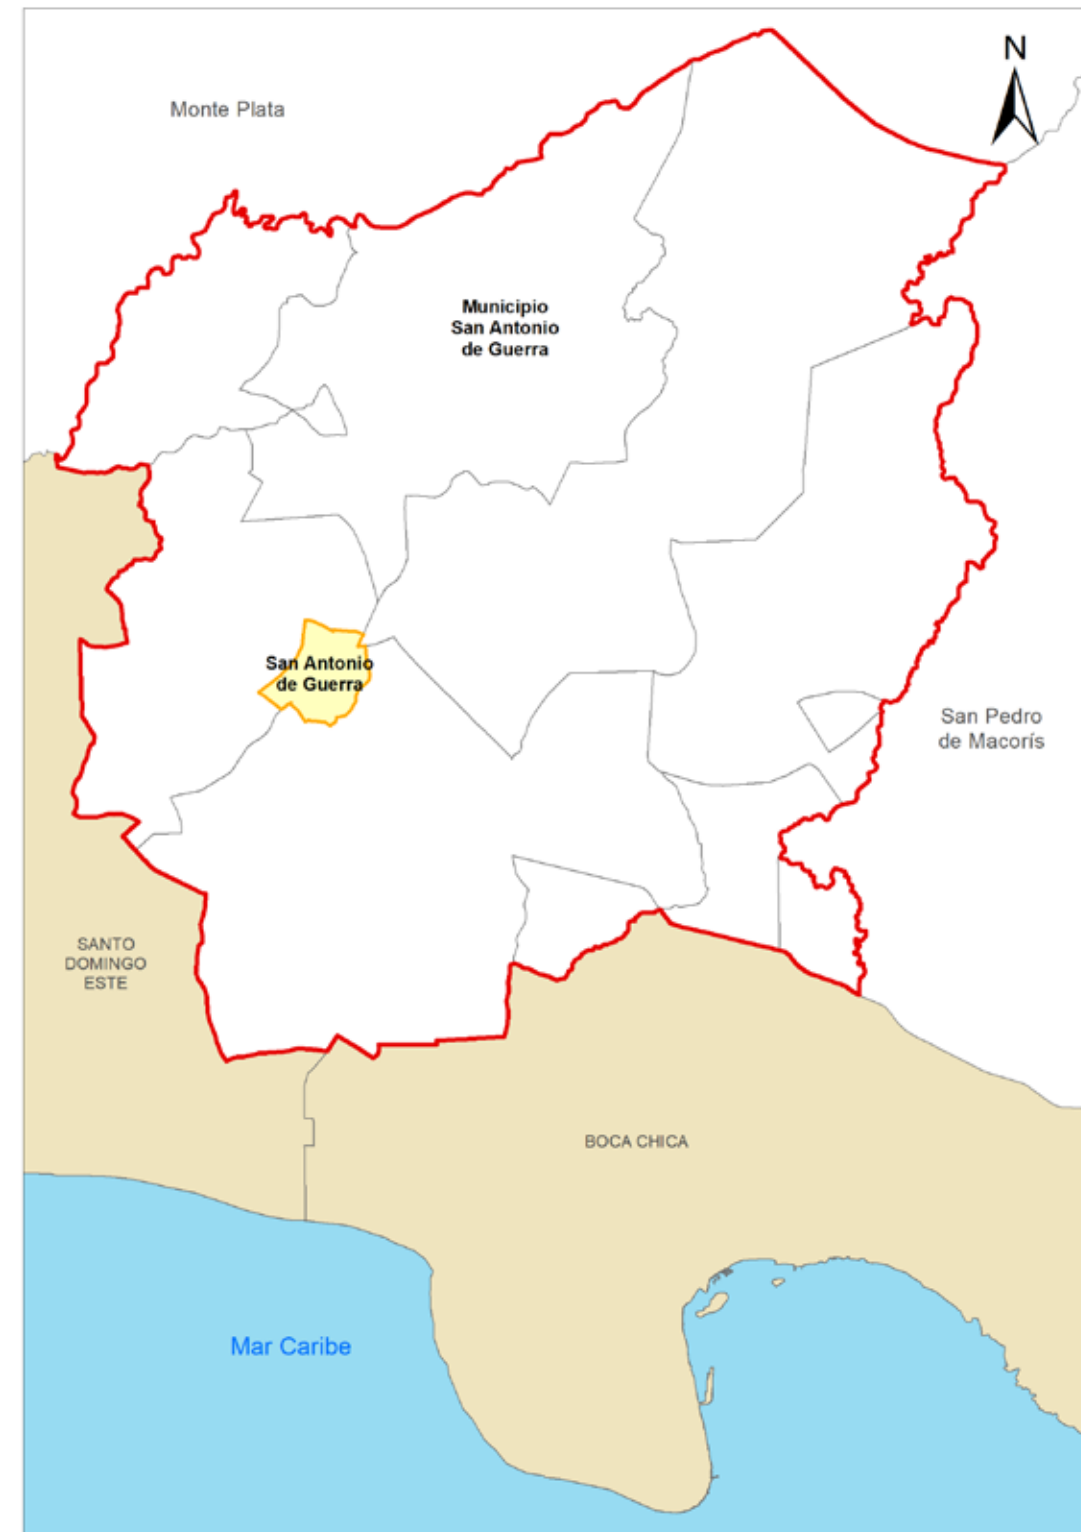 N
Monte Plata
Municipio
San Antonio
de Guerra
San Antonio
de Guerra
San Pedro
de Macorís
SANTO
DOMINGO
ESTE
BOCA CHICA
Mar Caribe